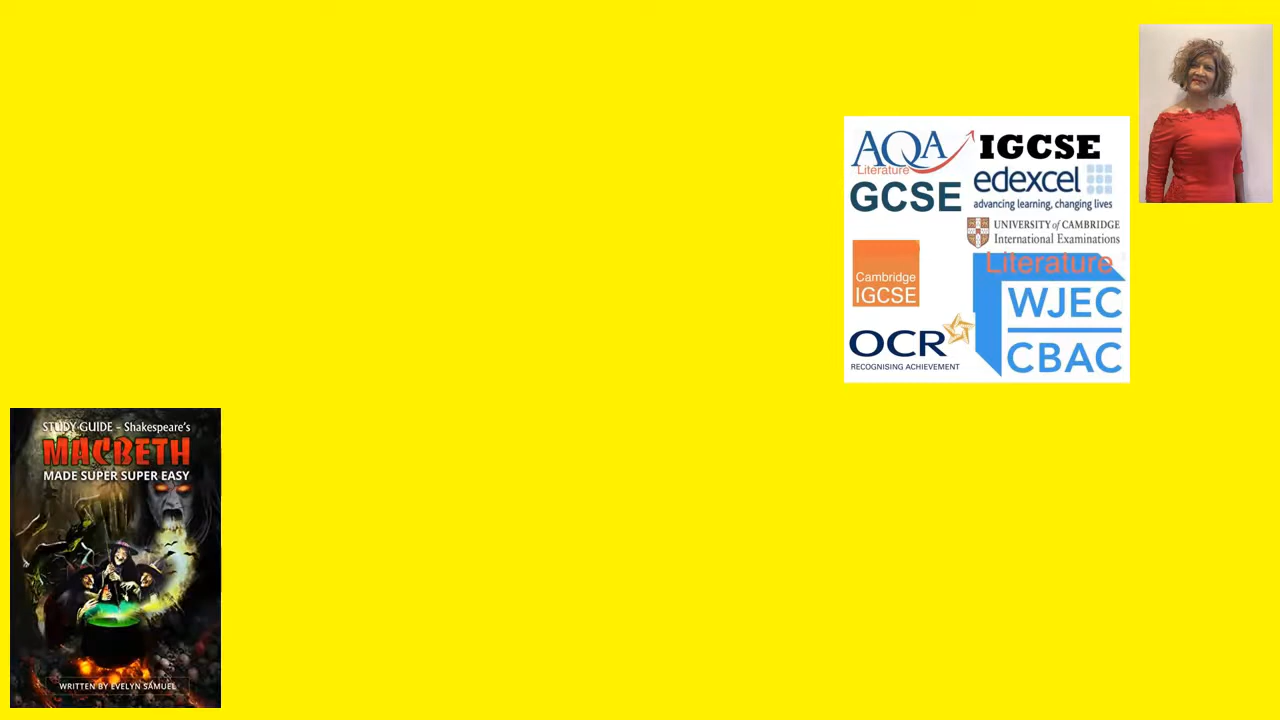 AQA
Literature
GCSE
IGCSE
edexcel
advancing learning, changing lives
UNIVERSITY of CAMBRIDGE
International Examinations
Literature
Cambridge
IGCSE
WJEC
CBAC
OCR
RECOGNISING ACHIEVEMENT
STUDY GUIDE – Shakespeare's
MACBETH
MADE SUPER SUPER EASY
WRITTEN BY EVELYN SAMUEL